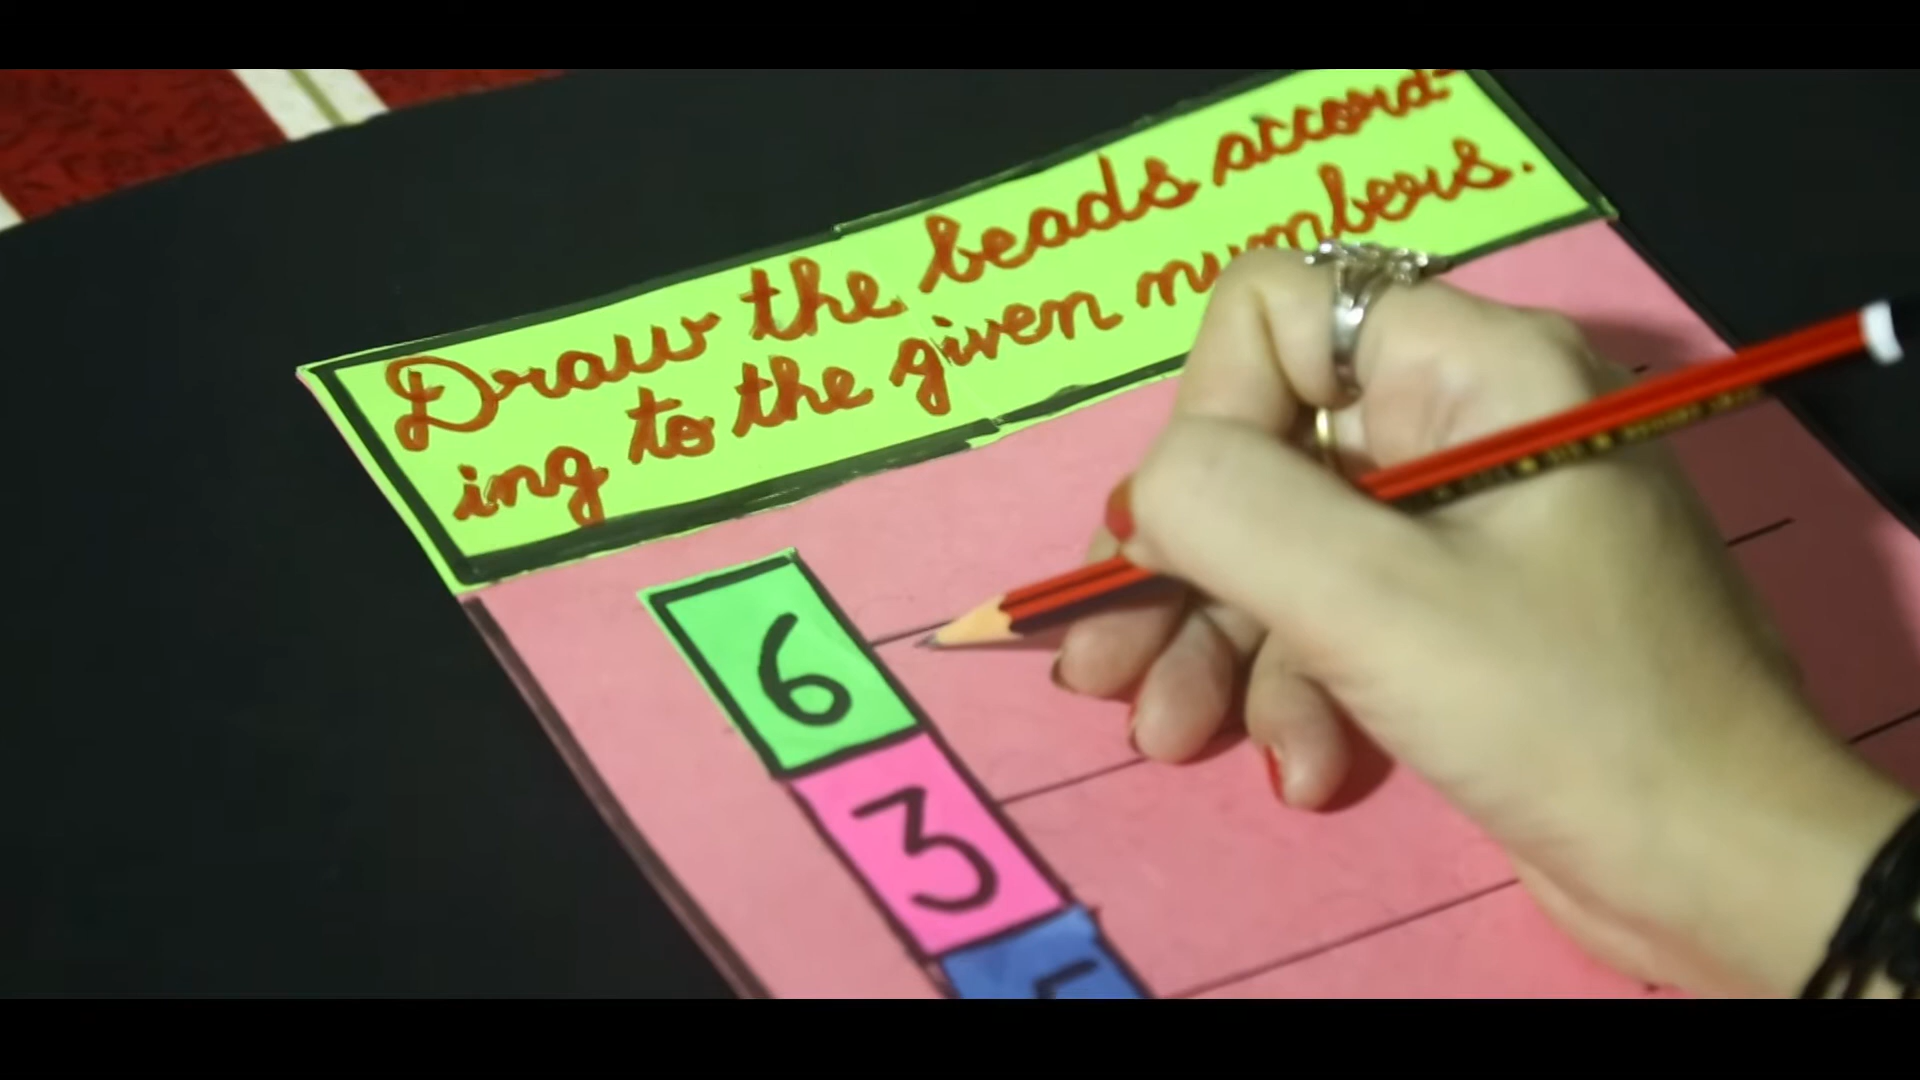 Draw the beads accord-
ing to the given numbers.
6
3